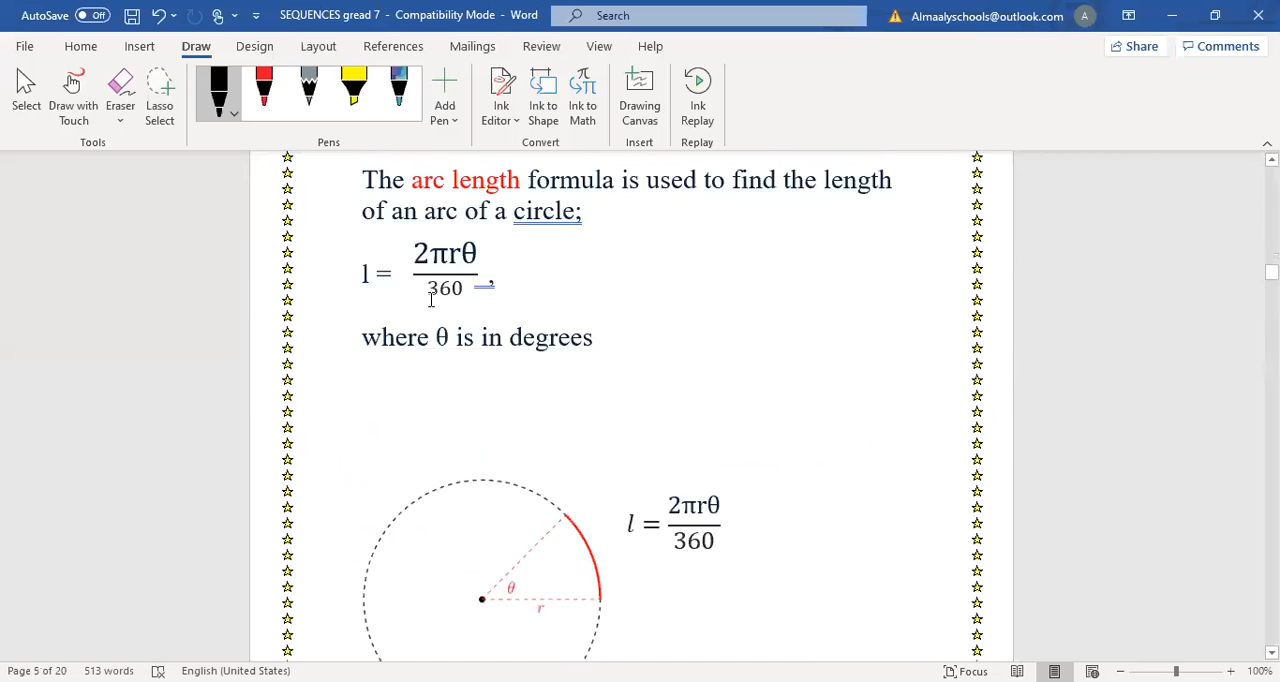 AutoSave Off SEQUENCES gread 7 - Compatibility Mode - Word Search Almaalyschools@outlook.com A
File Home Insert Draw Design Layout References Mailings Review View Help Share Comments
Select Draw with Touch Eraser Lasso Select Add Pen Ink Editor Ink to Shape Ink to Math Drawing Canvas Ink Replay
Tools Pens Convert Insert Replay
The arc length formula is used to find the length
of an arc of a circle;
l = 2πrθ/360 ,
where θ is in degrees
l = 2πrθ/360
θ
r
Page 5 of 20 513 words English (United States) Focus 100%